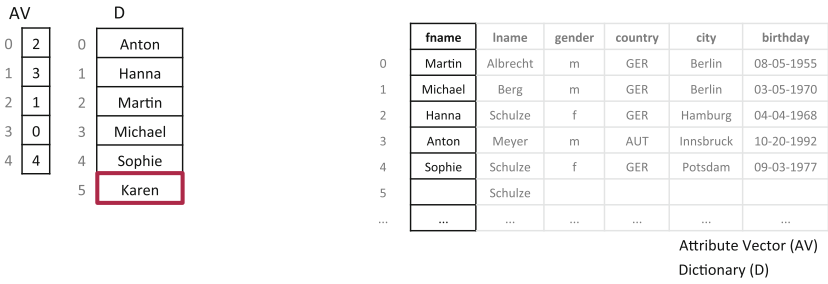 AV D
0 2 0 Anton
1 3 1 Hanna
2 1 2 Martin
3 0 3 Michael
4 4 4 Sophie
5 Karen
fname lname gender country city birthday
0 Martin Albrecht m GER Berlin 08-05-1955
1 Michael Berg m GER Berlin 03-05-1970
2 Hanna Schulze f GER Hamburg 04-04-1968
3 Anton Meyer m AUT Innsbruck 10-20-1992
4 Sophie Schulze f GER Potsdam 09-03-1977
5 Schulze
... ... ... ... ... ... ...
Attribute Vector (AV)
Dictionary (D)